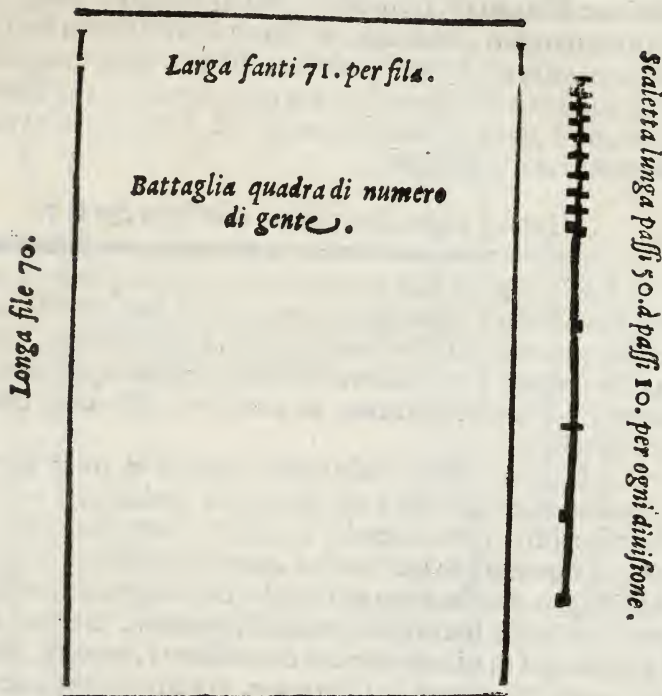 Larga fanti 71. per fila.
Battaglia quadra di numero
di gente.
Longa file 70.
Scaletta lunga passi 50. à passi 10. per ogni diuisione.